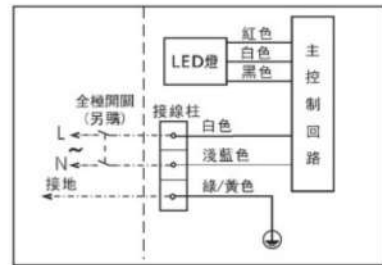 紅色
白色
黑色
LED燈
主控制回路
全極開關
(另購)
接線柱
L
白色
~
N
淺藍色
接地
綠/黃色